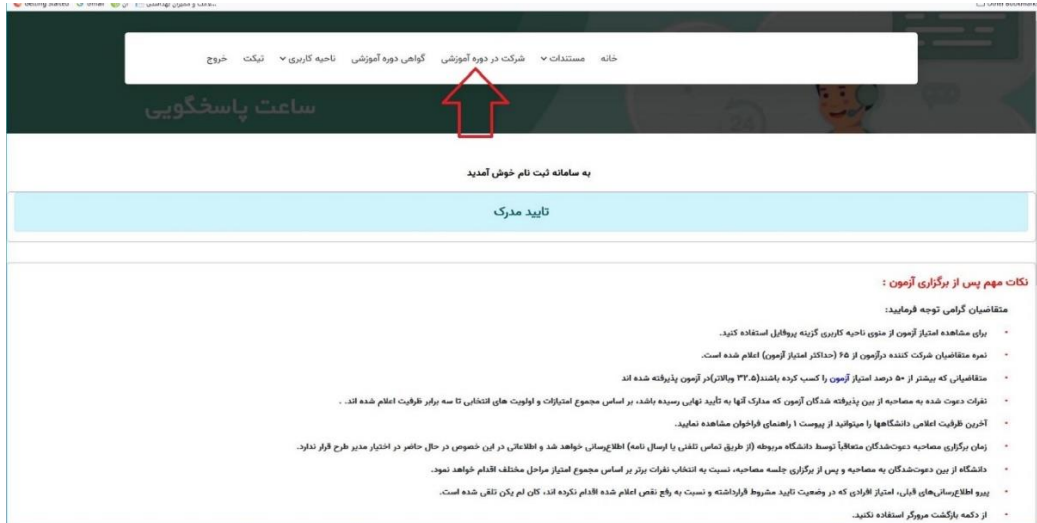 Getting started
Gmail
خانه   مستندات   شرکت در دوره آموزشی   گواهی دوره آموزشی   ناحیه کاربری   تیکت   خروج
ساعت پاسخگویی
24
به سامانه ثبت نام خوش آمدید
تایید مدرک
نکات مهم پس از برگزاری آزمون :
متقاضیان گرامی توجه فرمایید:
• برای مشاهده امتیاز آزمون از منوی ناحیه کاربری گزینه پروفایل استفاده کنید.
• نمره متقاضیان شرکت کننده درآزمون از ۶۵ (حداکثر امتیاز آزمون) اعلام شده است.
• متقاضیانی که بیشتر از ۵۰ درصد امتیاز آزمون را کسب کرده باشند(۳۲.۵ وبالاتر)در آزمون پذیرفته شده اند
• نفرات دعوت شده به مصاحبه از بین پذیرفته شدگان آزمون که مدارک آنها به تأیید نهایی رسیده باشد، بر اساس مجموع امتیازات و اولویت های انتخابی تا سه برابر ظرفیت اعلام شده اند. .
• آخرین ظرفیت اعلامی دانشگاهها را میتوانید از پیوست ۱ راهنمای فراخوان مشاهده نمایید.
• زمان برگزاری مصاحبه دعوت‌شدگان متعاقباً توسط دانشگاه مربوطه (از طریق تماس تلفنی یا ارسال نامه) اطلاع‌رسانی خواهد شد و اطلاعاتی در این خصوص در حال حاضر در اختیار مدیر طرح قرار ندارد.
• دانشگاه از بین دعوت‌شدگان به مصاحبه و پس از برگزاری جلسه مصاحبه، نسبت به انتخاب نفرات برتر بر اساس مجموع امتیاز مراحل مختلف اقدام خواهد نمود.
• پیرو اطلاع‌رسانی‌های قبلی، امتیاز افرادی که در وضعیت تایید مشروط قرارداشته و نسبت به رفع نقص اعلام شده اقدام نکرده اند، کان لم یکن تلقی شده است.
• از دکمه بازگشت مرورگر استفاده نکنید.